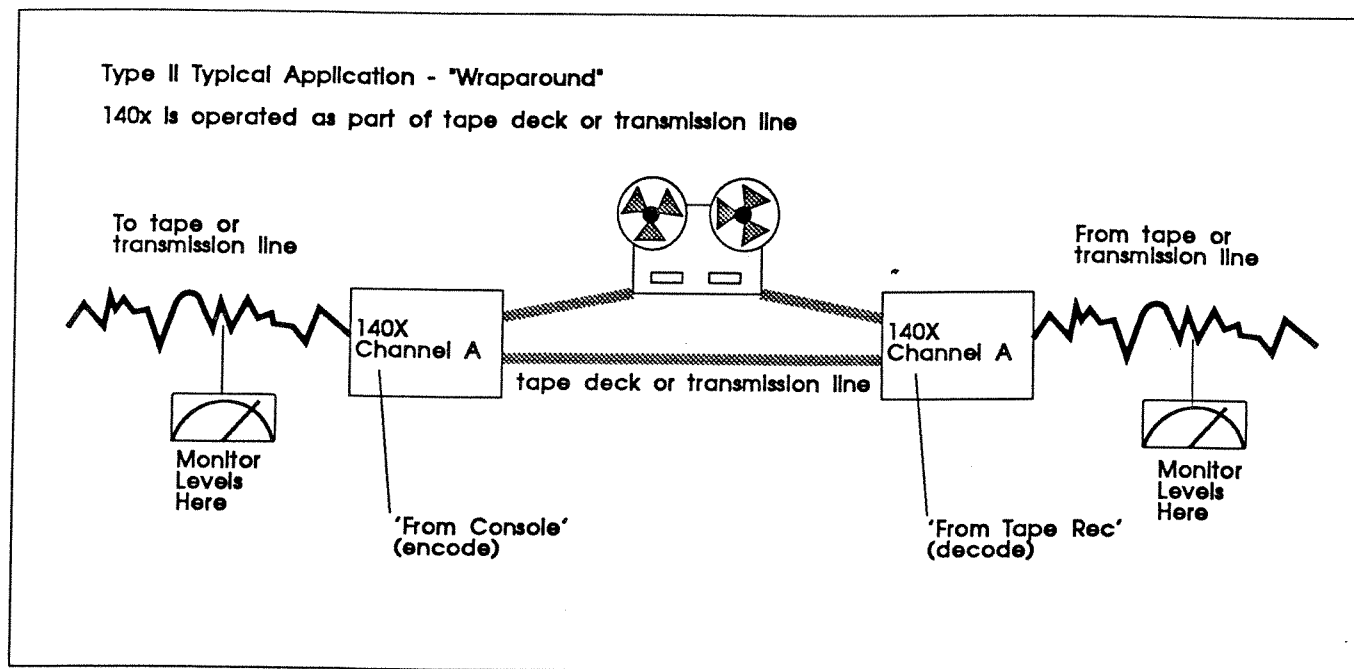 Type II Typical Application - "Wraparound"
140x is operated as part of tape deck or transmission line
To tape or
transmission line
From tape or
transmission line
140X
Channel A
140X
Channel A
tape deck or transmission line
Monitor
Levels
Here
Monitor
Levels
Here
'From Console'
(encode)
'From Tape Rec'
(decode)